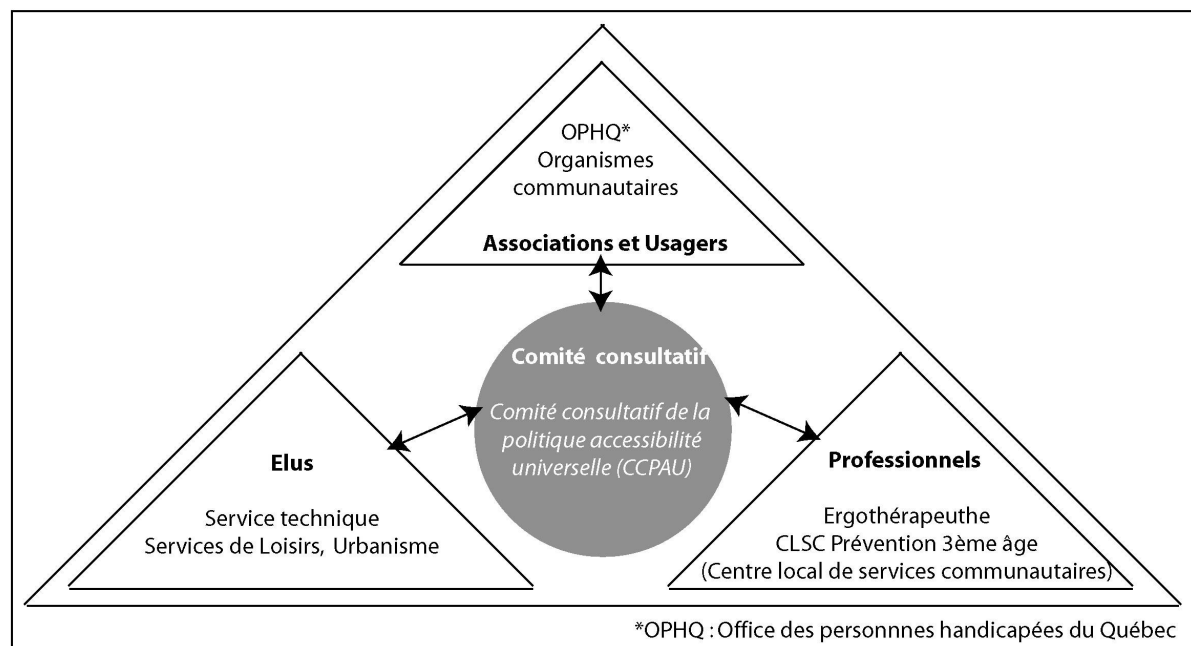 OPHQ*
Organismes
communautaires
Associations et Usagers
Comité consultatif
Comité consultatif de la
politique accessibilité
universelle (CCPAU)
Elus
Service technique
Services de Loisirs, Urbanisme
Professionnels
Ergothérapeuthe
CLSC Prévention 3ème âge
(Centre local de services communautaires)
*OPHQ : Office des personnnes handicapées du Québec